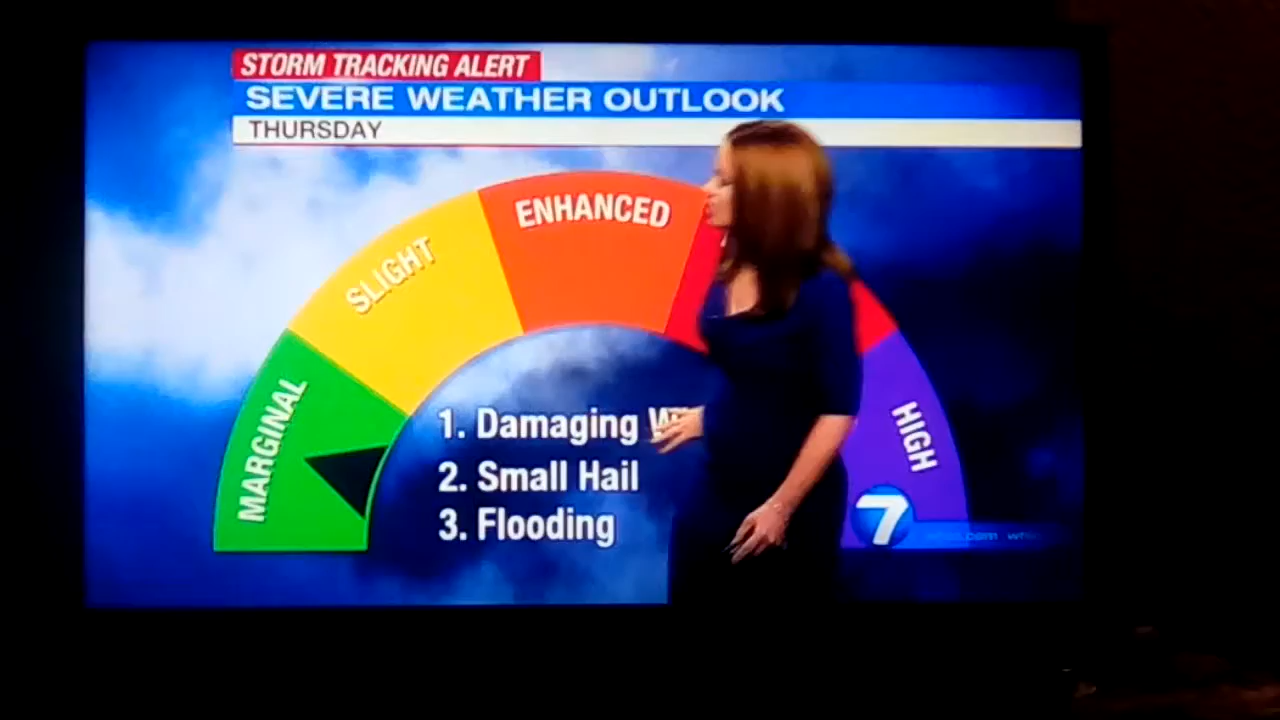 STORM TRACKING ALERT
SEVERE WEATHER OUTLOOK
THURSDAY
ENHANCED
SLIGHT
MARGINAL
HIGH
1. Damaging
2. Small Hail
3. Flooding
7